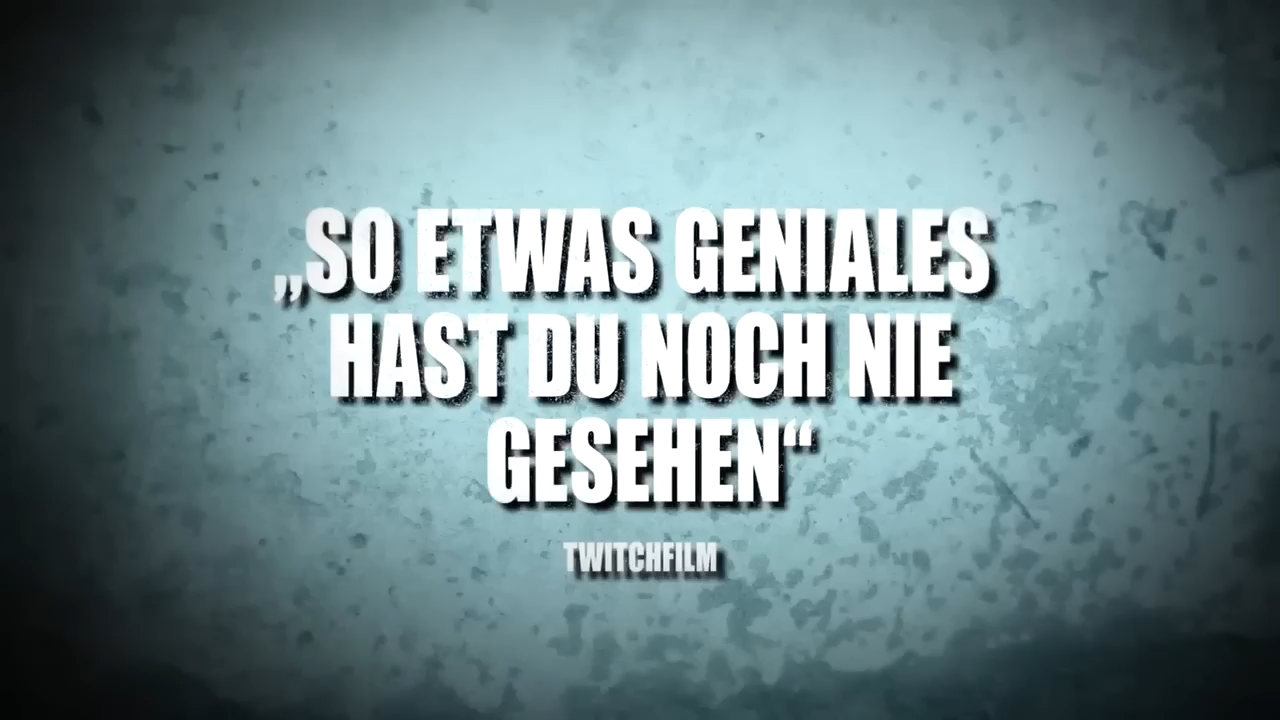 „SO ETWAS GENIALES
HAST DU NOCH NIE
GESEHEN“
TWITCHFILM